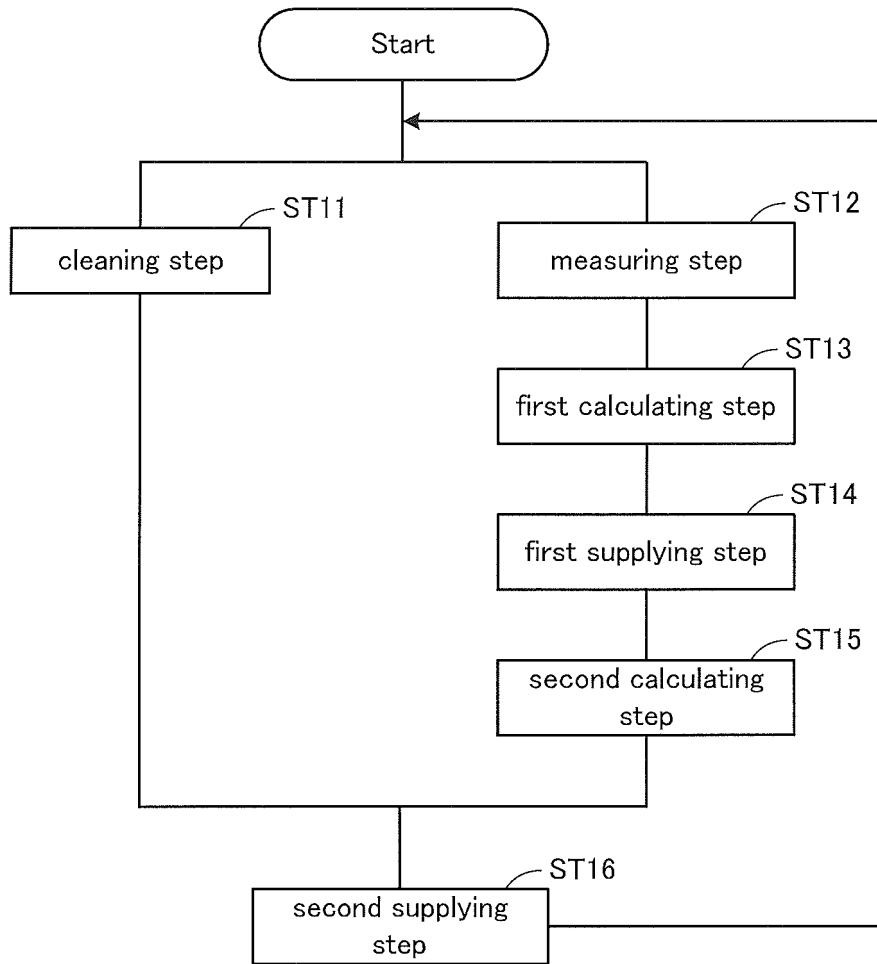 Start
ST11
cleaning step
ST12
measuring step
ST13
first calculating step
ST14
first supplying step
ST15
second calculating
step
ST16
second supplying
step